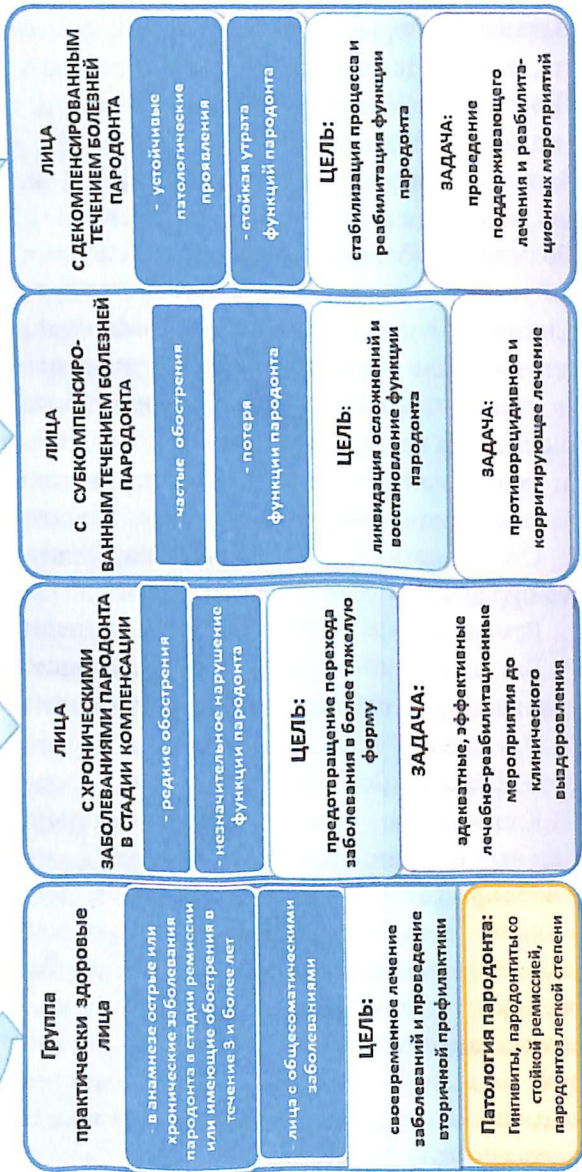 Группа
практически здоровые
лица
- в анамнезе острые или
хронические заболевания
пародонта в стадии ремиссии
или имеющие обострения в
течение 3 и более лет
- лица с общесоматическими
заболеваниями
ЦЕЛЬ:
своевременное лечение
заболеваний и проведение
вторичной профилактики
Патология пародонта:
Гингивиты, пародонтиты со
стойкой ремиссией,
пародонтоз легкой степени
ЛИЦА
С ХРОНИЧЕСКИМИ
ЗАБОЛЕВАНИЯМИ ПАРОДОНТА
В СТАДИИ КОМПЕНСАЦИИ
- редкие обострения
- незначительное нарушение
функции пародонта
ЦЕЛЬ:
предотвращение перехода
заболевания в более тяжелую
форму
ЗАДАЧА:
адекватные, эффективные
лечебно-реабилитационные
мероприятия до
клинического
выздоровления
ЛИЦА
С СУБКОМПЕНСИРО-
ВАННЫМ ТЕЧЕНИЕМ БОЛЕЗНЕЙ
ПАРОДОНТА
- частые обострения
- потеря
функции пародонта
ЦЕЛЬ:
ликвидация осложнений и
восстановление функции
пародонта
ЗАДАЧА:
противорецидивное и
корригирующее лечение
ЛИЦА
С ДЕКОМПЕНСИРОВАННЫМ
ТЕЧЕНИЕМ БОЛЕЗНЕЙ
ПАРОДОНТА
- устойчивые
патологические
проявления
- стойкая утрата
функций пародонта
ЦЕЛЬ:
стабилизация процесса и
реабилитация функции
пародонта
ЗАДАЧА:
проведение
поддерживающего
лечения и реабилита-
ционных мероприятий